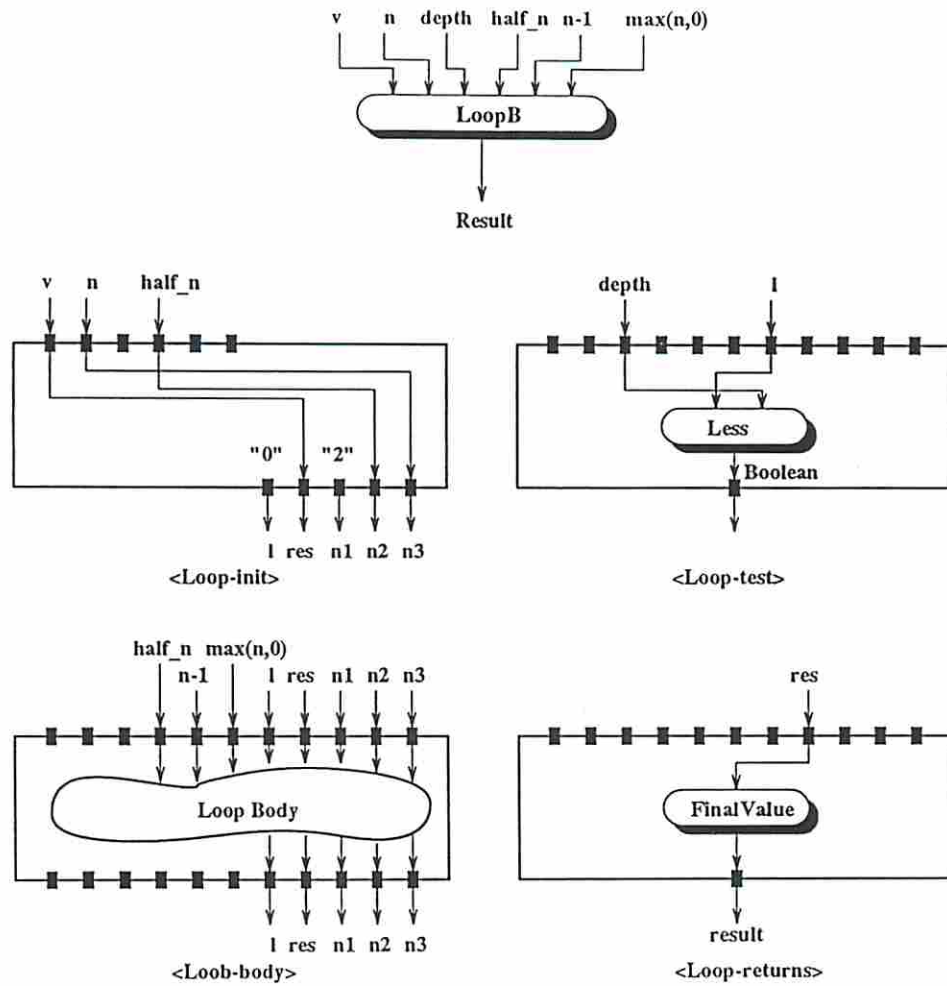 v n depth half_n n-1 max(n,0)
LoopB
Result
v n half_n
"0" "2"
l res n1 n2 n3
<Loop-init>
depth l
Less
Boolean
<Loop-test>
half_n max(n,0)
n-1 l res n1 n2 n3
Loop Body
l res n1 n2 n3
<Loob-body>
res
FinalValue
result
<Loop-returns>